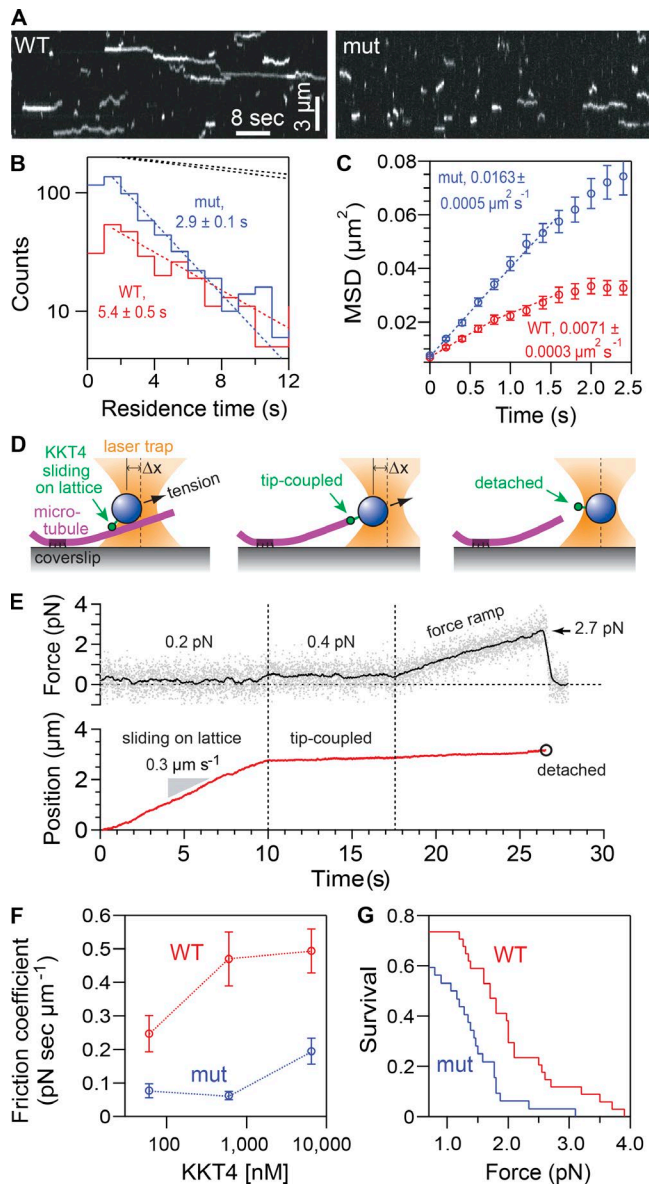 A
WT
8 sec
3 μm
mut
B
Counts
100
10
mut,
2.9 ± 0.1 s
WT,
5.4 ± 0.5 s
0 4 8 12
Residence time (s)
C
MSD (μm²)
0.08
0.06
0.04
0.02
mut, 0.0163±
0.0005 μm² s⁻¹
WT, 0.0071 ±
0.0003 μm² s⁻¹
0.0 0.5 1.0 1.5 2.0 2.5
Time (s)
D
KKT4
sliding
on lattice
laser trap
Δx
tension
micro-
tubule
coverslip
tip-coupled
Δx
detached
E
Force (pN)
4
2
0
0.2 pN
0.4 pN
force ramp
2.7 pN
Position (μm)
4
2
0
sliding on lattice
0.3 μm s⁻¹
tip-coupled
detached
0 5 10 15 20 25 30
Time(s)
F
Friction coefficient
(pN sec μm⁻¹)
0.6
0.5
0.4
0.3
0.2
0.1
0
WT
mut
100 1,000 10,000
KKT4 [nM]
G
Survival
0.8
0.6
0.4
0.2
0
WT
mut
1.0 2.0 3.0 4.0
Force (pN)